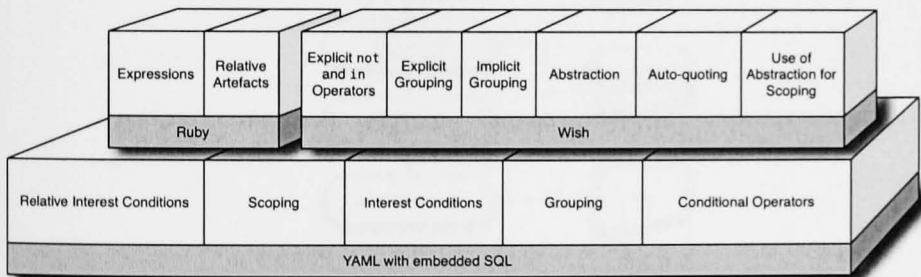 Expressions
Relative
Artefacts
Explicit not
and in
Operators
Explicit
Grouping
Implicit
Grouping
Abstraction
Auto-quoting
Use of
Abstraction for
Scoping
Ruby
Wish
Relative Interest Conditions
Scoping
Interest Conditions
Grouping
Conditional Operators
YAML with embedded SQL